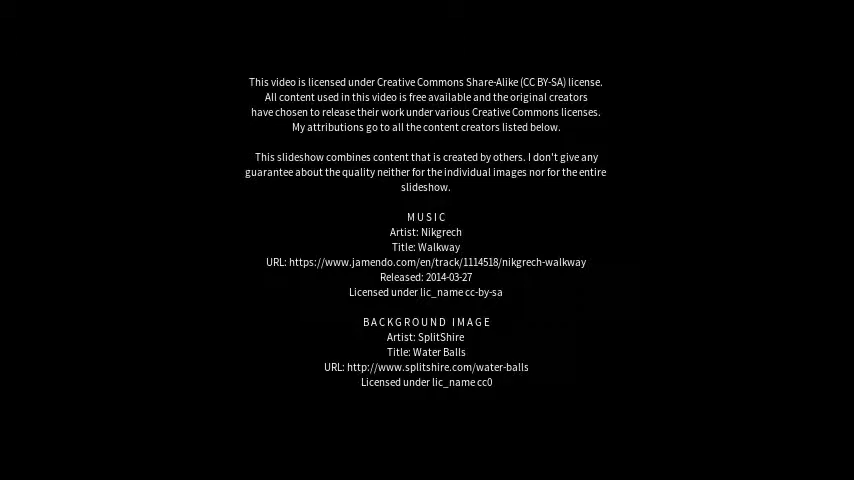 This video is licensed under Creative Commons Share-Alike (CC BY-SA) license.
All content used in this video is free available and the original creators
have chosen to release their work under various Creative Commons licenses.
My attributions go to all the content creators listed below.
This slideshow combines content that is created by others. I don't give any
guarantee about the quality neither for the individual images nor for the entire
slideshow.
MUSIC
Artist: Nikgrech
Title: Walkway
URL: https://www.jamendo.com/en/track/1114518/nikgrech-walkway
Released: 2014-03-27
Licensed under lic_name cc-by-sa
BACKGROUND IMAGE
Artist: SplitShire
Title: Water Balls
URL: http://www.splitshire.com/water-balls
Licensed under lic_name cc0